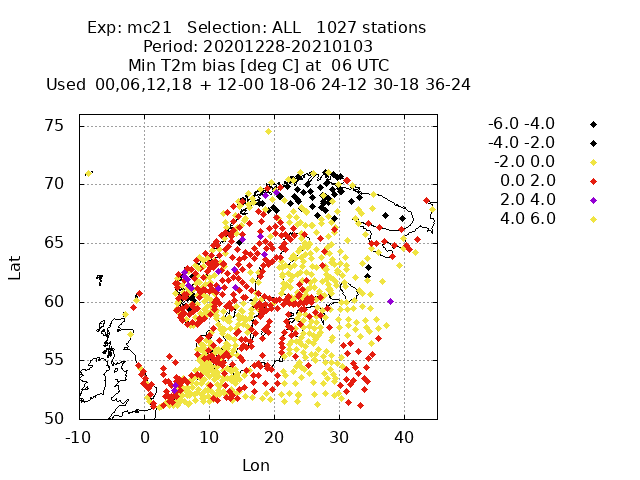 Exp: mc21 Selection: ALL 1027 stations
Period: 20201228-20210103
Min T2m bias [deg C] at 06 UTC
Used 00,06,12,18 + 12-00 18-06 24-12 30-18 36-24
75
70
65
60
55
50
-10 0 10 20 30 40
Lat
Lon
-6.0 -4.0
-4.0 -2.0
-2.0 0.0
0.0 2.0
2.0 4.0
4.0 6.0